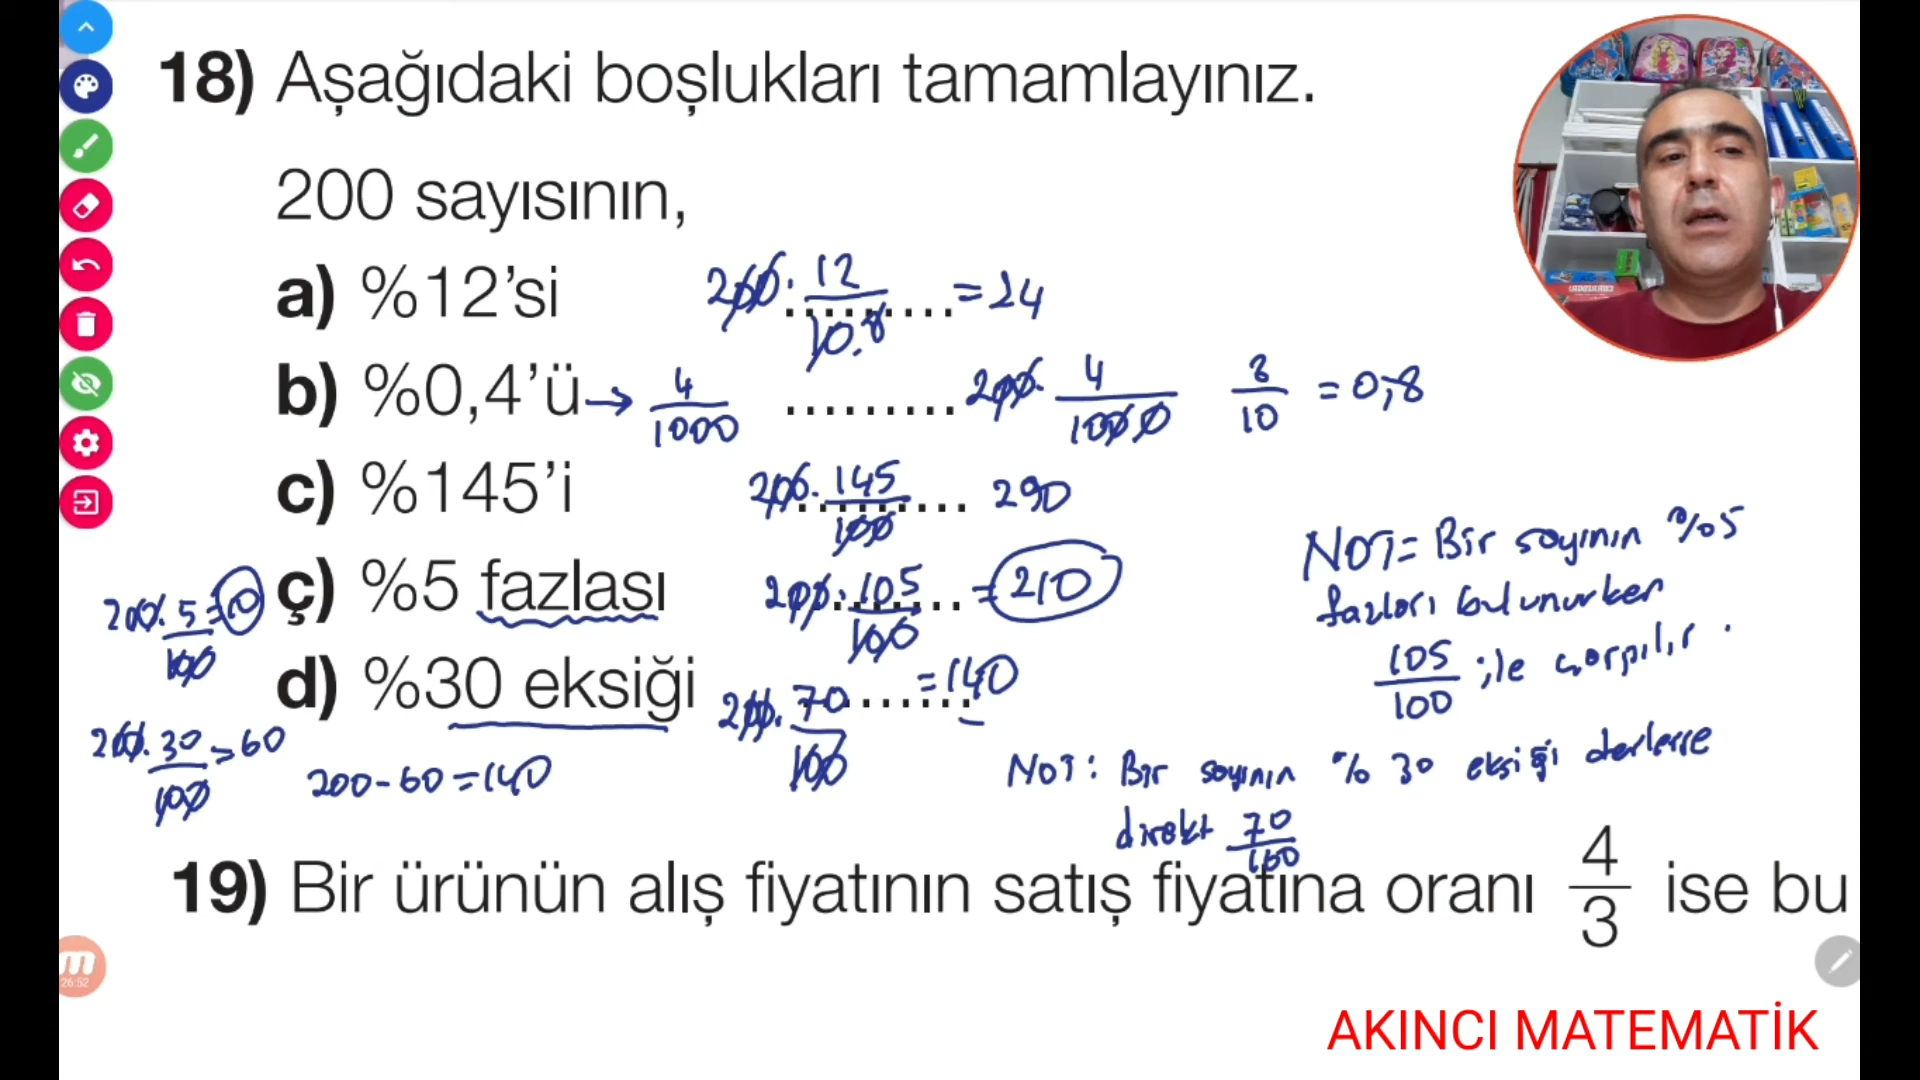 18) Aşağıdaki boşlukları tamamlayınız.
200 sayısının,
a) %12'si 200. 12/100 ......... = 24
b) %0,4'ü → 4/1000 ......... 200. 4/1000 8/10 = 0,8
c) %145'i 200. 145/100 ......... 290
ç) %5 fazlası 200. 105/100 ......... = 210
200. 5/100 = 10
d) %30 eksiği 200. 70/100 ......... = 140
200. 30/100 = 60
200-60=140
NOT= Bir sayının %5
fazlası bulunurken
105/100 ile çarpılır.
NOT: Bir sayının %30 eksiği derlerse
direkt 70/100
19) Bir ürünün alış fiyatının satış fiyatına oranı 4/3 ise bu
m
26:52
AKINCI MATEMATİK